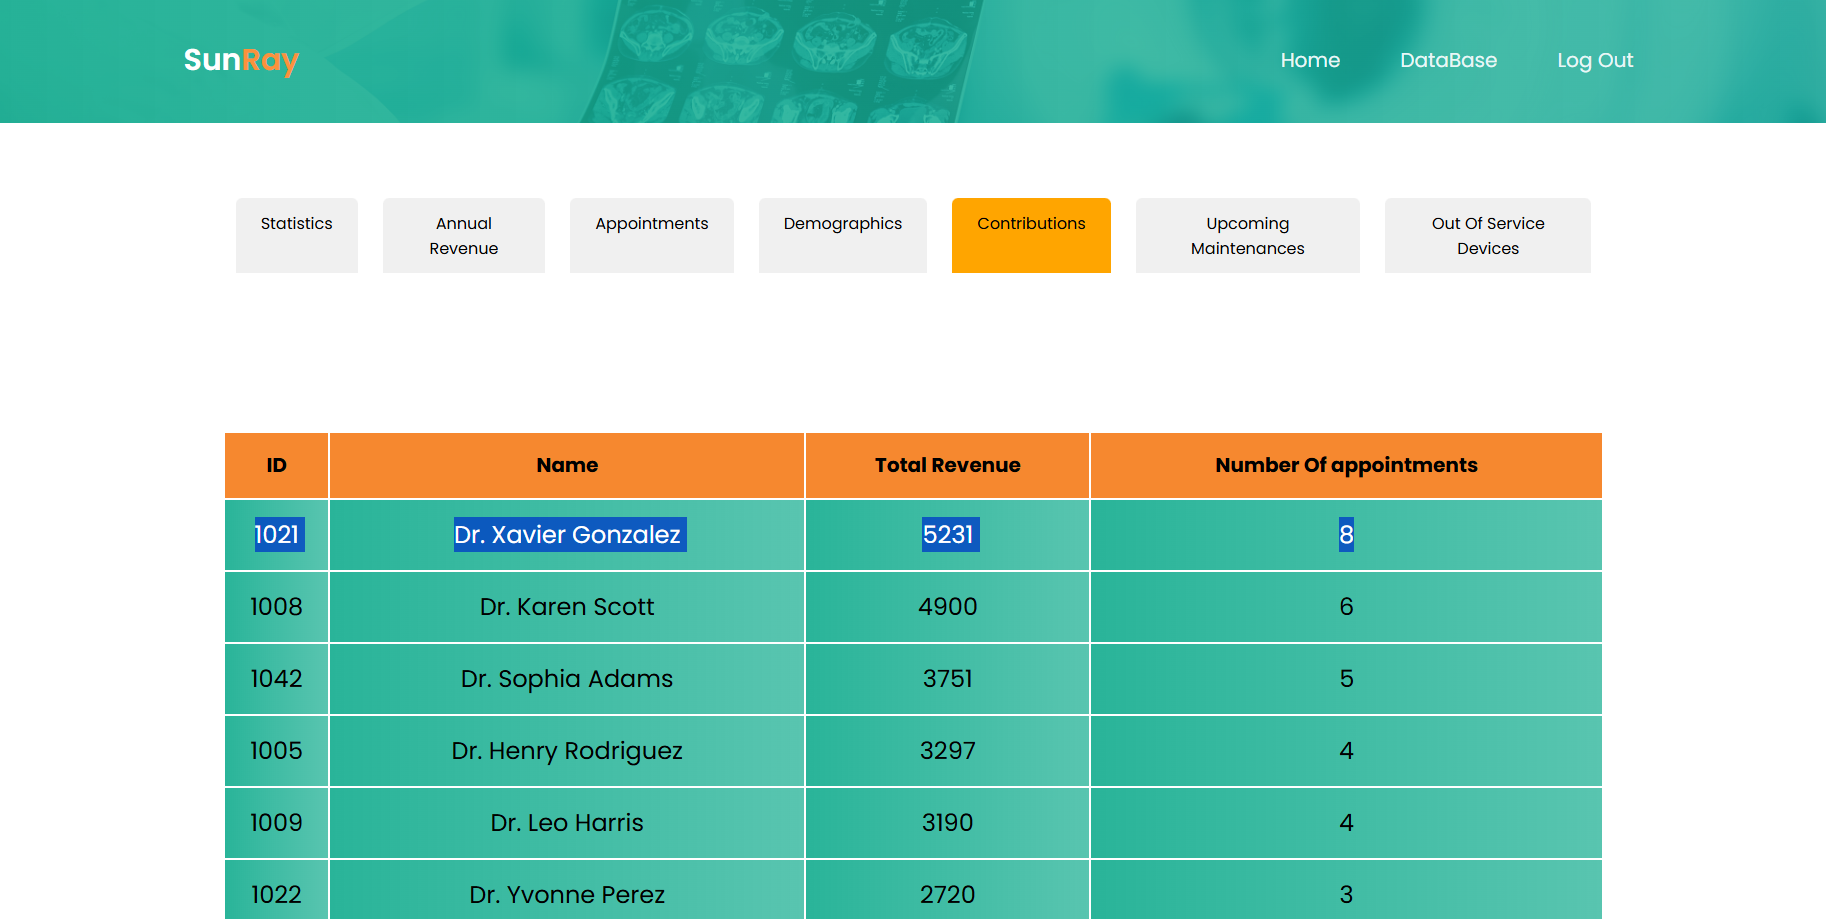 SunRay
Home DataBase Log Out
Statistics Annual Revenue Appointments Demographics Contributions Upcoming Maintenances Out Of Service Devices
ID Name Total Revenue Number Of appointments
1021 Dr. Xavier Gonzalez 5231 8
1008 Dr. Karen Scott 4900 6
1042 Dr. Sophia Adams 3751 5
1005 Dr. Henry Rodriguez 3297 4
1009 Dr. Leo Harris 3190 4
1022 Dr. Yvonne Perez 2720 3